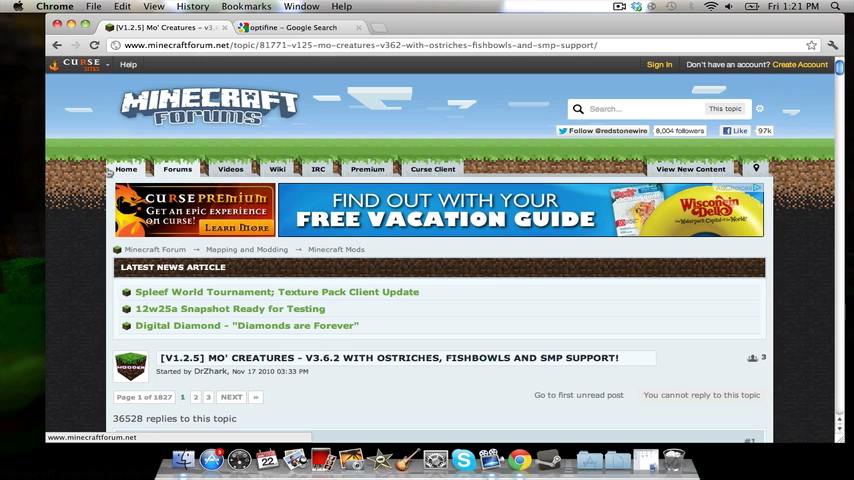 Chrome File Edit View History Bookmarks Window Help Fri 1:21 PM
[V1.2.5] Mo' Creatures - v3. optifine - Google Search
www.minecraftforum.net/topic/81771-v125-mo-creatures-v362-with-ostriches-fishbowls-and-smp-support/
CURSE SITES Help Sign In Don't have an account? Create Account
MINECRAFT FORUMS
Search... This topic
Follow @redstonewire 8,004 followers Like 97k
Home Forums Videos Wiki IRC Premium Curse Client View New Content
CURSE PREMIUM
GET AN EPIC EXPERIENCE ON CURSE! LEARN MORE
FIND OUT WITH YOUR
FREE VACATION GUIDE
AdChoices
Wisconsin Dells
Minecraft Forum → Mapping and Modding → Minecraft Mods
LATEST NEWS ARTICLE
Spleef World Tournament; Texture Pack Client Update
12w25a Snapshot Ready for Testing
Digital Diamond - "Diamonds are Forever"
[V1.2.5] MO' CREATURES - V3.6.2 WITH OSTRICHES, FISHBOWLS AND SMP SUPPORT! 3
Started by DrZhark, Nov 17 2010 03:33 PM
MODDER
Page 1 of 1827 1 2 3 NEXT » Go to first unread post You cannot reply to this topic
36528 replies to this topic
#1
www.minecraftforum.net
3
22